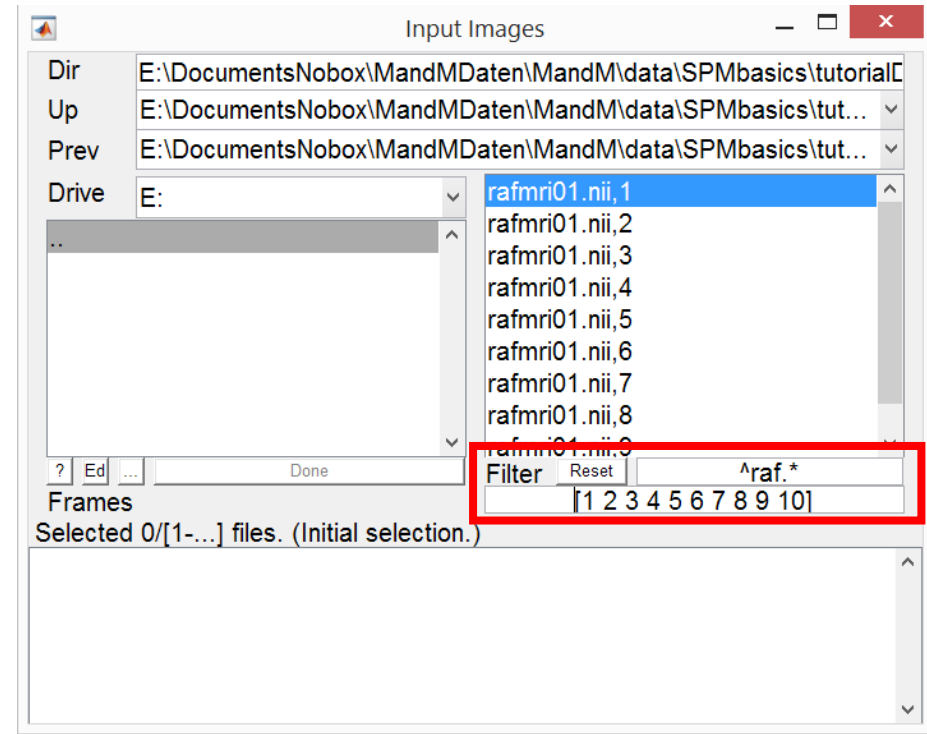 Input Images
Dir E:\DocumentsNobox\MandMDaten\MandM\data\SPMbasics\tutorialD
Up E:\DocumentsNobox\MandMDaten\MandM\data\SPMbasics\tut...
Prev E:\DocumentsNobox\MandMDaten\MandM\data\SPMbasics\tut...
Drive E:
rafmri01.nii,1
..
rafmri01.nii,2
rafmri01.nii,3
rafmri01.nii,4
rafmri01.nii,5
rafmri01.nii,6
rafmri01.nii,7
rafmri01.nii,8
rafmri01.nii,9
? Ed ... Done
Filter Reset ^raf.*
Frames [1 2 3 4 5 6 7 8 9 10]
Selected 0/[1-...] files. (Initial selection.)